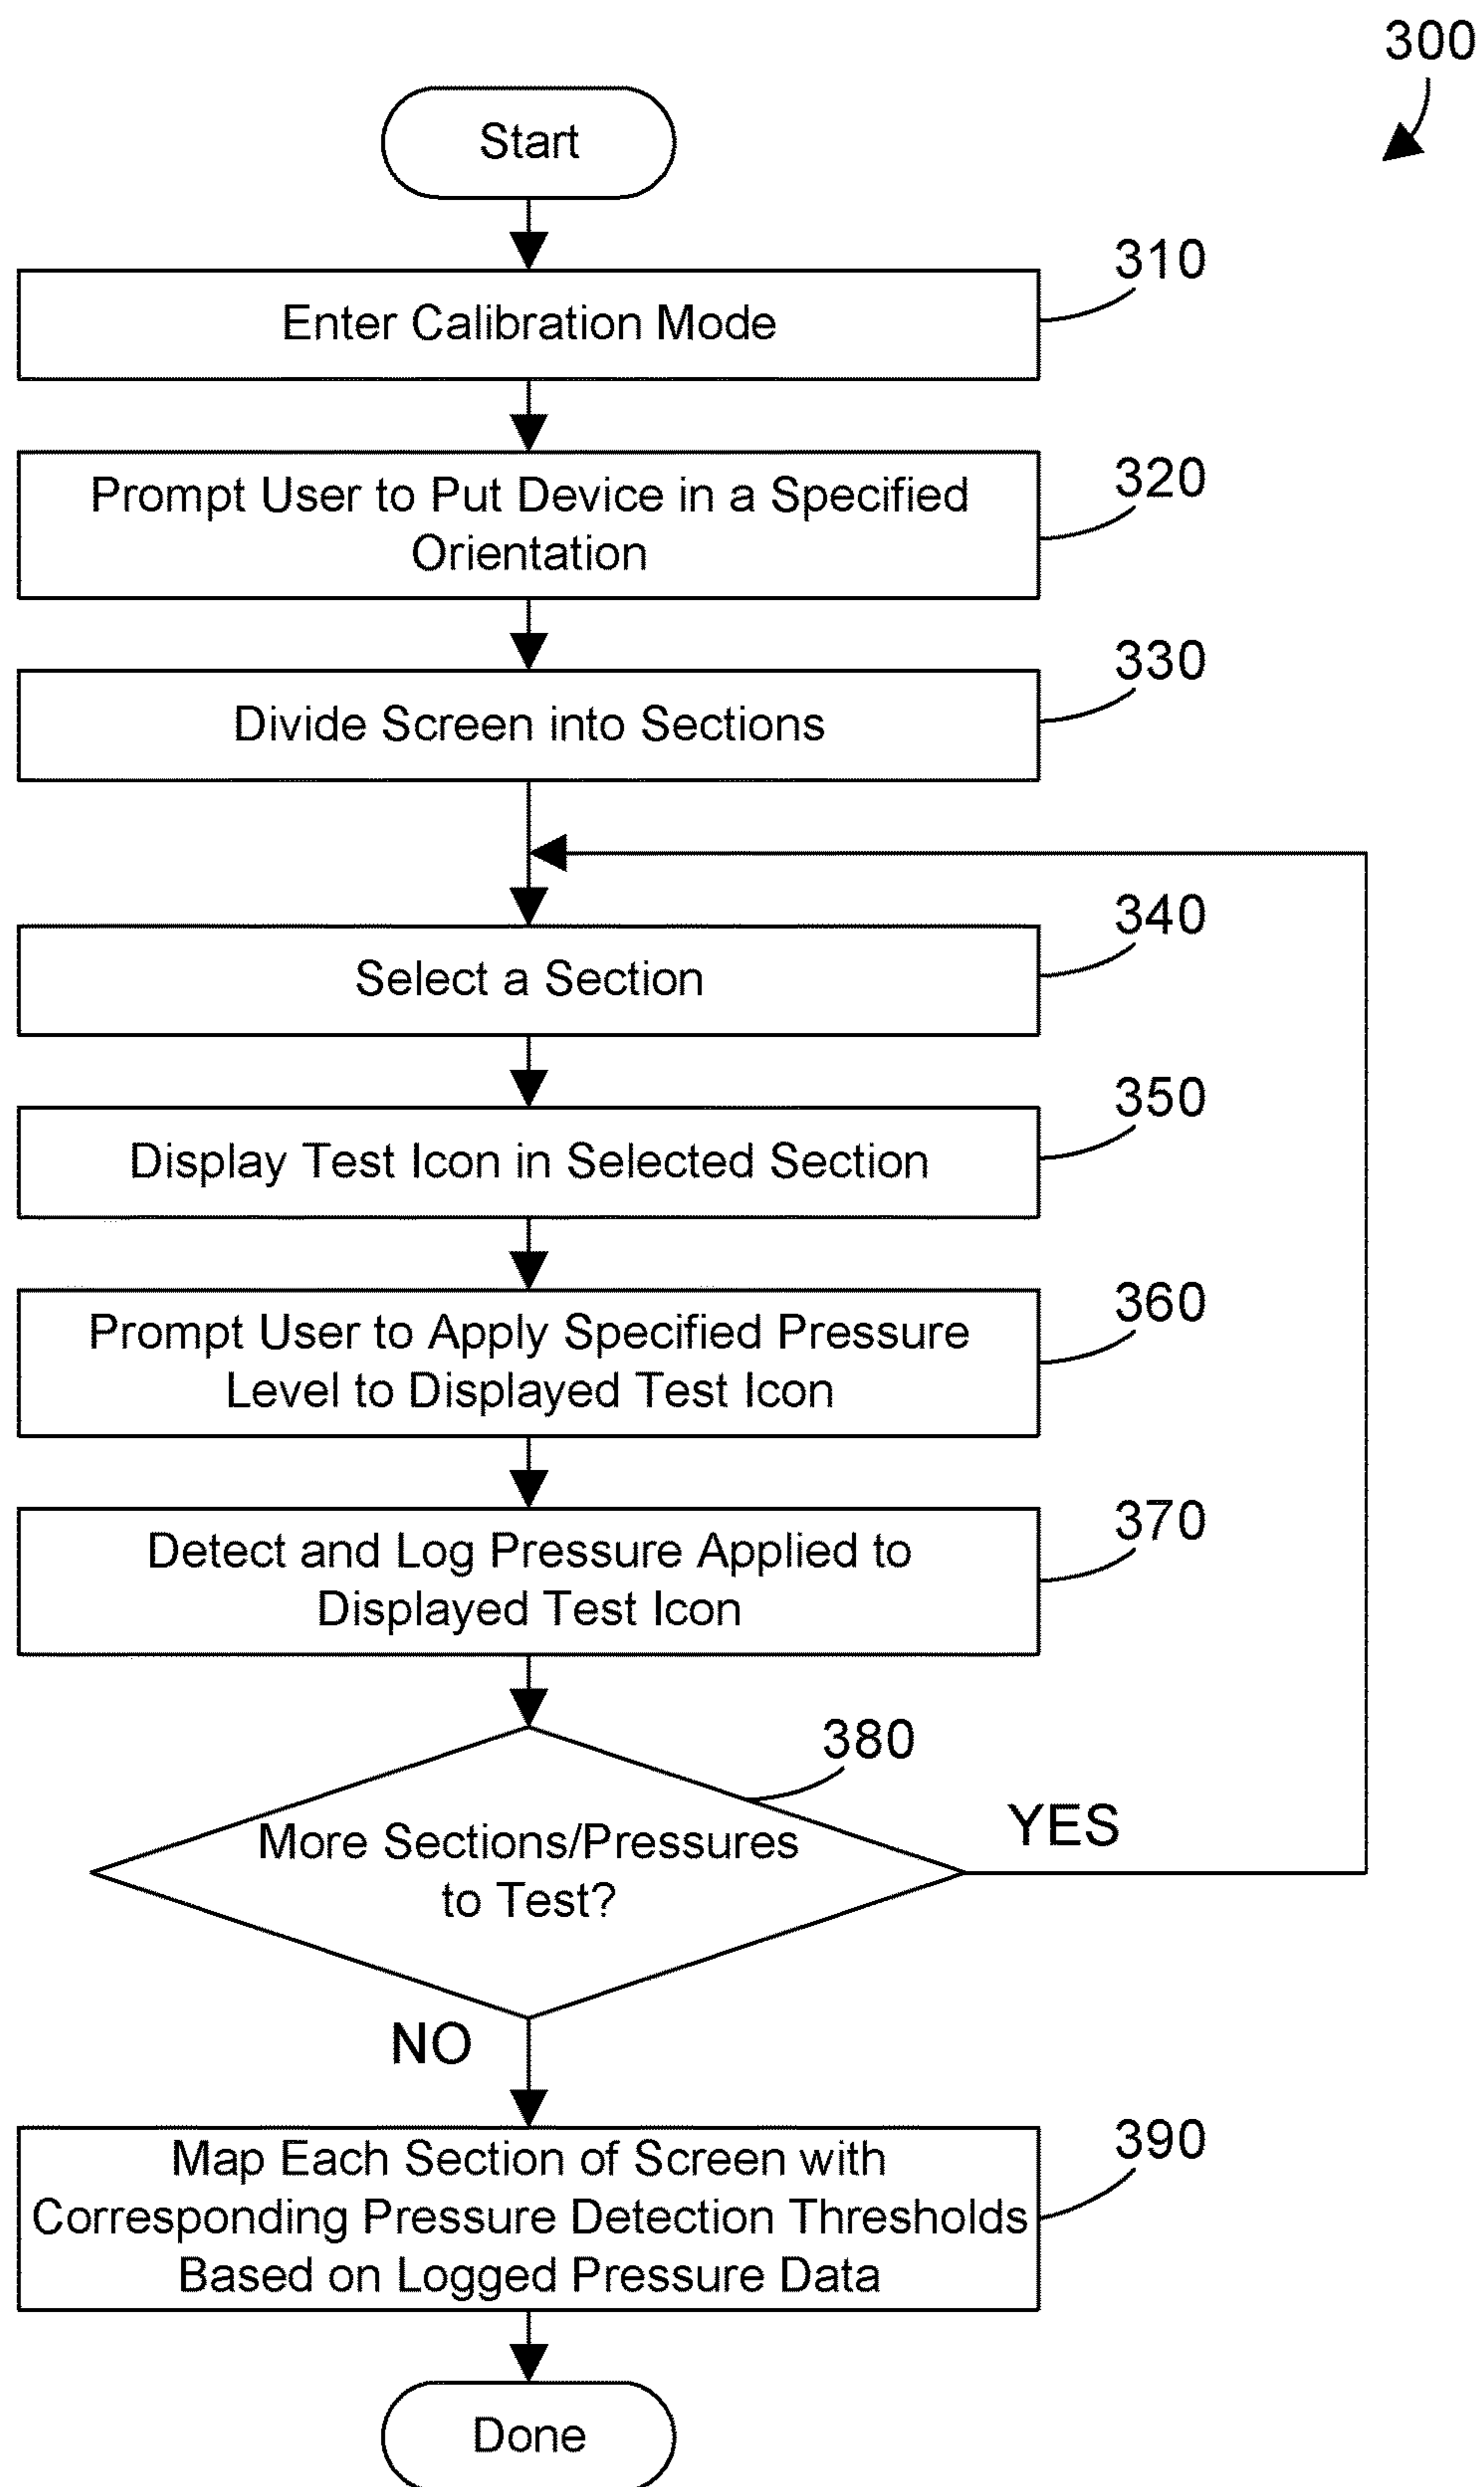 300
Start
310
Enter Calibration Mode
320
Prompt User to Put Device in a Specified
Orientation
330
Divide Screen into Sections
340
Select a Section
350
Display Test Icon in Selected Section
360
Prompt User to Apply Specified Pressure
Level to Displayed Test Icon
370
Detect and Log Pressure Applied to
Displayed Test Icon
380
YES
More Sections/Pressures
to Test?
NO
390
Map Each Section of Screen with
Corresponding Pressure Detection Thresholds
Based on Logged Pressure Data
Done